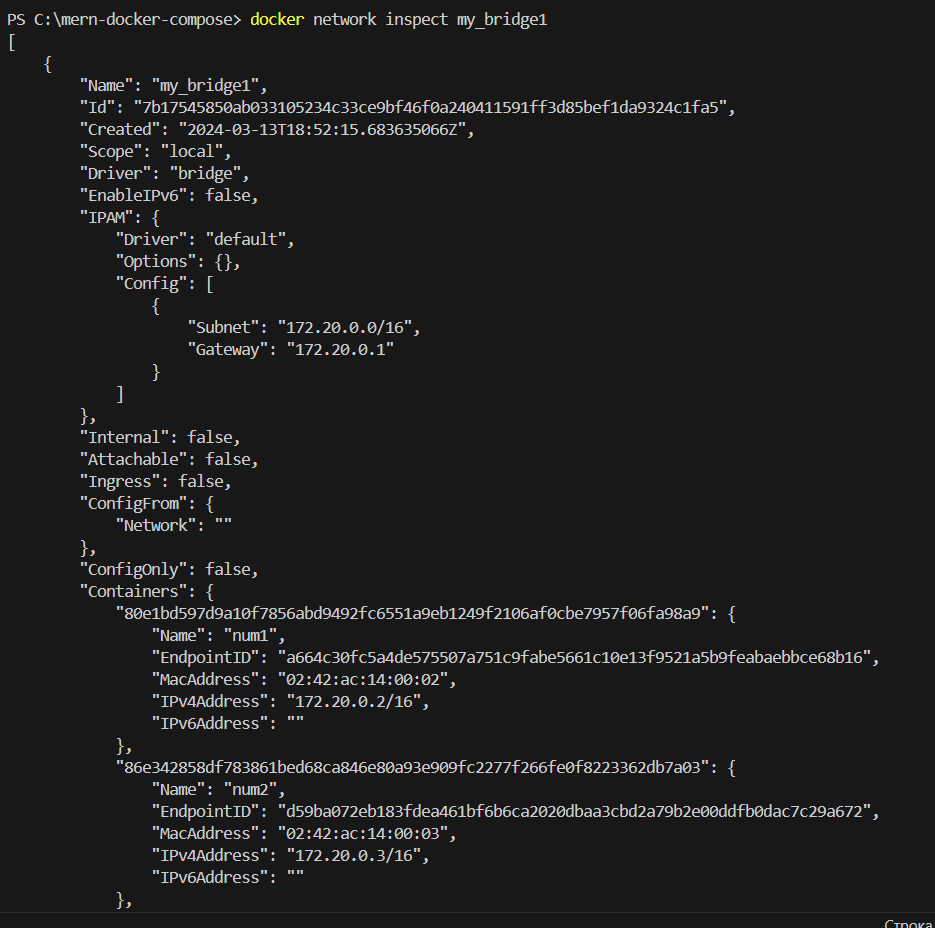 PS C:\mern-docker-compose> docker network inspect my_bridge1
[
    {
        "Name": "my_bridge1",
        "Id": "7b17545850ab033105234c33ce9bf46f0a240411591ff3d85bef1da9324c1fa5",
        "Created": "2024-03-13T18:52:15.683635066Z",
        "Scope": "local",
        "Driver": "bridge",
        "EnableIPv6": false,
        "IPAM": {
            "Driver": "default",
            "Options": {},
            "Config": [
                {
                    "Subnet": "172.20.0.0/16",
                    "Gateway": "172.20.0.1"
                }
            ]
        },
        "Internal": false,
        "Attachable": false,
        "Ingress": false,
        "ConfigFrom": {
            "Network": ""
        },
        "ConfigOnly": false,
        "Containers": {
            "80e1bd597d9a10f7856abd9492fc6551a9eb1249f2106af0cbe7957f06fa98a9": {
                "Name": "num1",
                "EndpointID": "a664c30fc5a4de575507a751c9fabe5661c10e13f9521a5b9feabaebbce68b16",
                "MacAddress": "02:42:ac:14:00:02",
                "IPv4Address": "172.20.0.2/16",
                "IPv6Address": ""
            },
            "86e342858df783861bed68ca846e80a93e909fc2277f266fe0f8223362db7a03": {
                "Name": "num2",
                "EndpointID": "d59ba072eb183fdea461bf6b6ca2020dbaa3cbd2a79b2e00ddfb0dac7c29a672",
                "MacAddress": "02:42:ac:14:00:03",
                "IPv4Address": "172.20.0.3/16",
                "IPv6Address": ""
            },
Строка